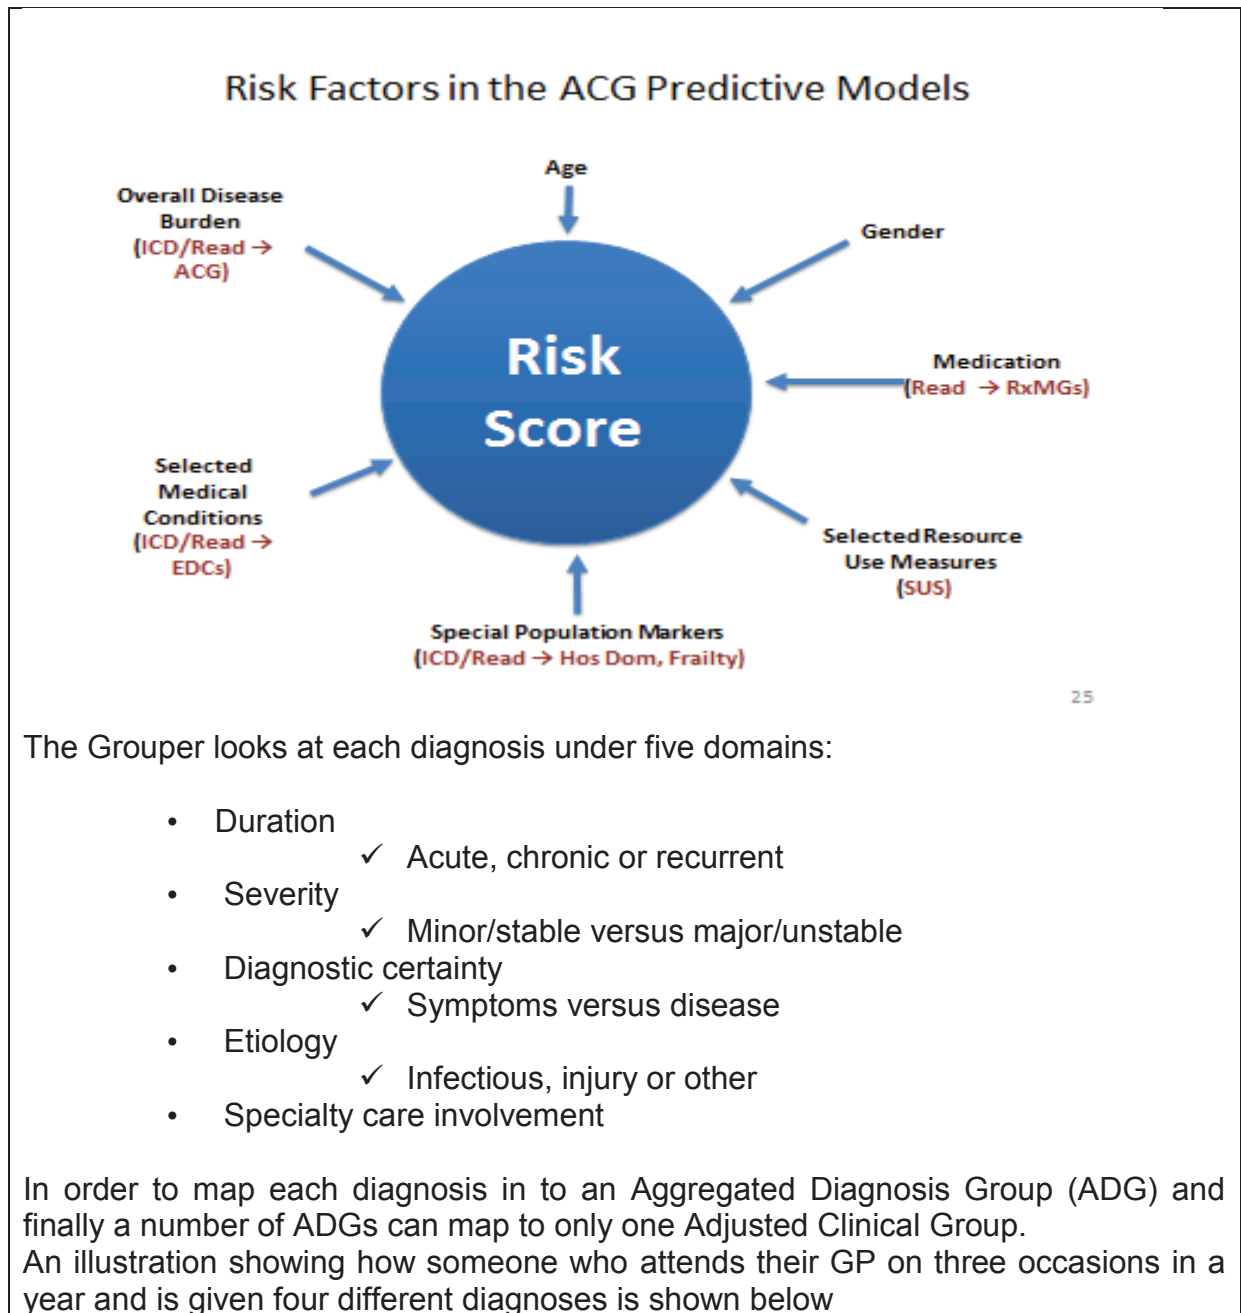 Risk Factors in the ACG Predictive Models
Age
Overall Disease
Burden
(ICD/Read →
ACG)
Gender
Risk
Score
Medication
(Read → RxMGs)
Selected
Medical
Conditions
(ICD/Read →
EDCs)
Selected Resource
Use Measures
(SUS)
Special Population Markers
(ICD/Read → Hos Dom, Frailty)
25
The Grouper looks at each diagnosis under five domains:
• Duration
✓ Acute, chronic or recurrent
• Severity
✓ Minor/stable versus major/unstable
• Diagnostic certainty
✓ Symptoms versus disease
• Etiology
✓ Infectious, injury or other
• Specialty care involvement
In order to map each diagnosis in to an Aggregated Diagnosis Group (ADG) and
finally a number of ADGs can map to only one Adjusted Clinical Group.
An illustration showing how someone who attends their GP on three occasions in a
year and is given four different diagnoses is shown below